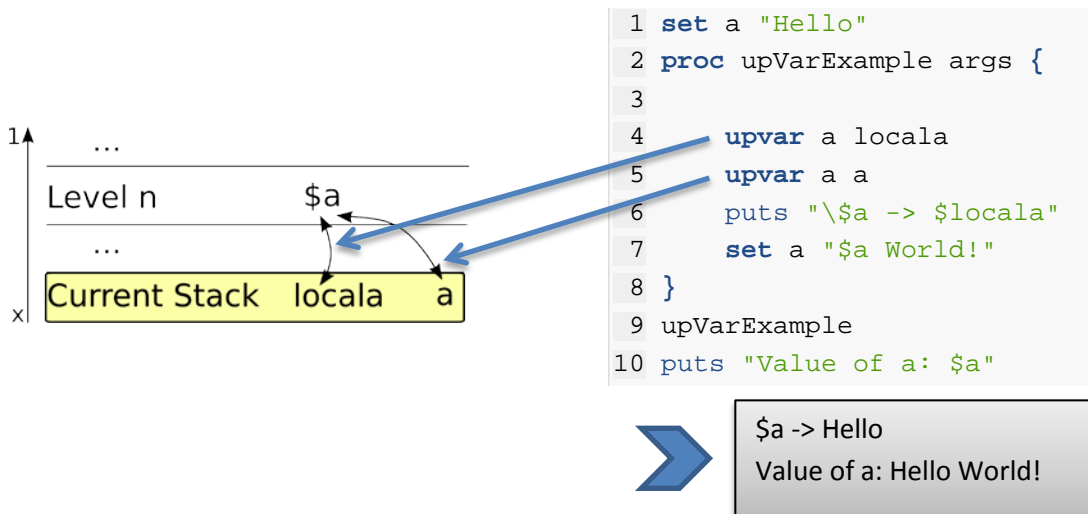 1 set a "Hello"
2 proc upVarExample args {
3
4 upvar a locala
5 upvar a a
6 puts "\$a -> $locala"
7 set a "$a World!"
8 }
9 upVarExample
10 puts "Value of a: $a"
1
...
Level n $a
...
Current Stack locala a
x
$a -> Hello
Value of a: Hello World!